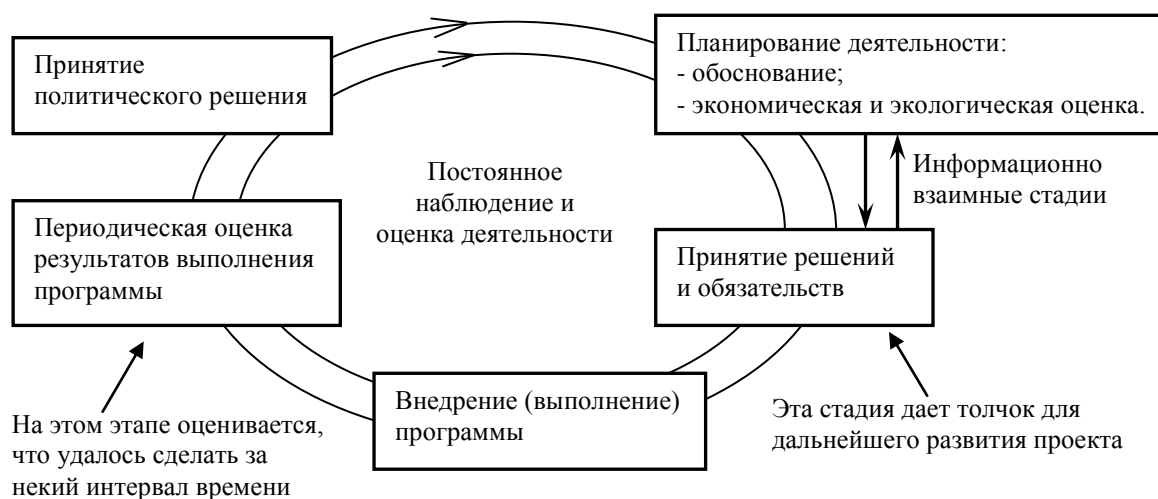 Принятие
политического решения
Планирование деятельности:
- обоснование;
- экономическая и экологическая оценка.
Информационно
взаимные стадии
Постоянное
наблюдение и
оценка деятельности
Периодическая оценка
результатов выполнения
программы
Принятие решений
и обязательств
Внедрение (выполнение)
программы
На этом этапе оценивается,
что удалось сделать за
некий интервал времени
Эта стадия дает толчок для
дальнейшего развития проекта